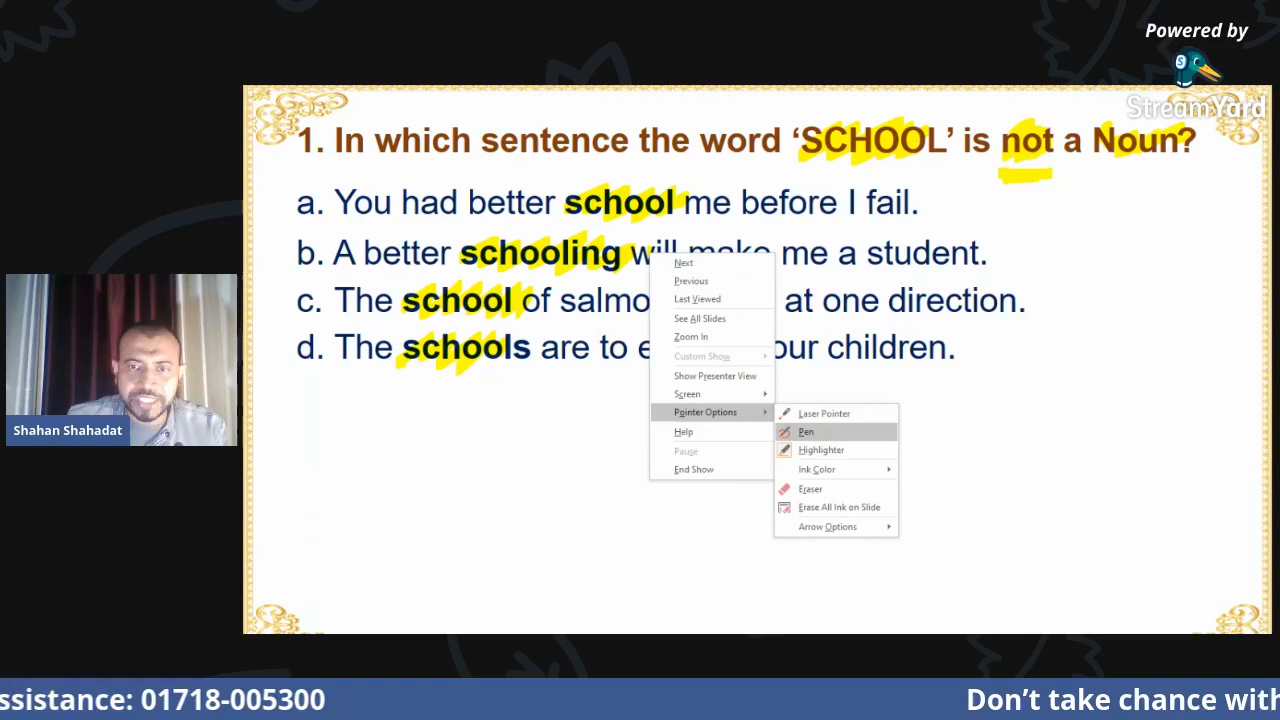 Powered by
StreamYard
1. In which sentence the word ‘SCHOOL’ is not a Noun?
a. You had better school me before I fail.
b. A better schooling will make me a student.
c. The school of salmo at one direction.
d. The schools are to e our children.
Next
Previous
Last Viewed
See All Slides
Zoom In
Custom Show
Show Presenter View
Screen
Pointer Options
Help
Pause
End Show
Laser Pointer
Pen
Highlighter
Ink Color
Eraser
Erase All Ink on Slide
Arrow Options
Shahan Shahadat
ssistance: 01718-005300
Don’t take chance with